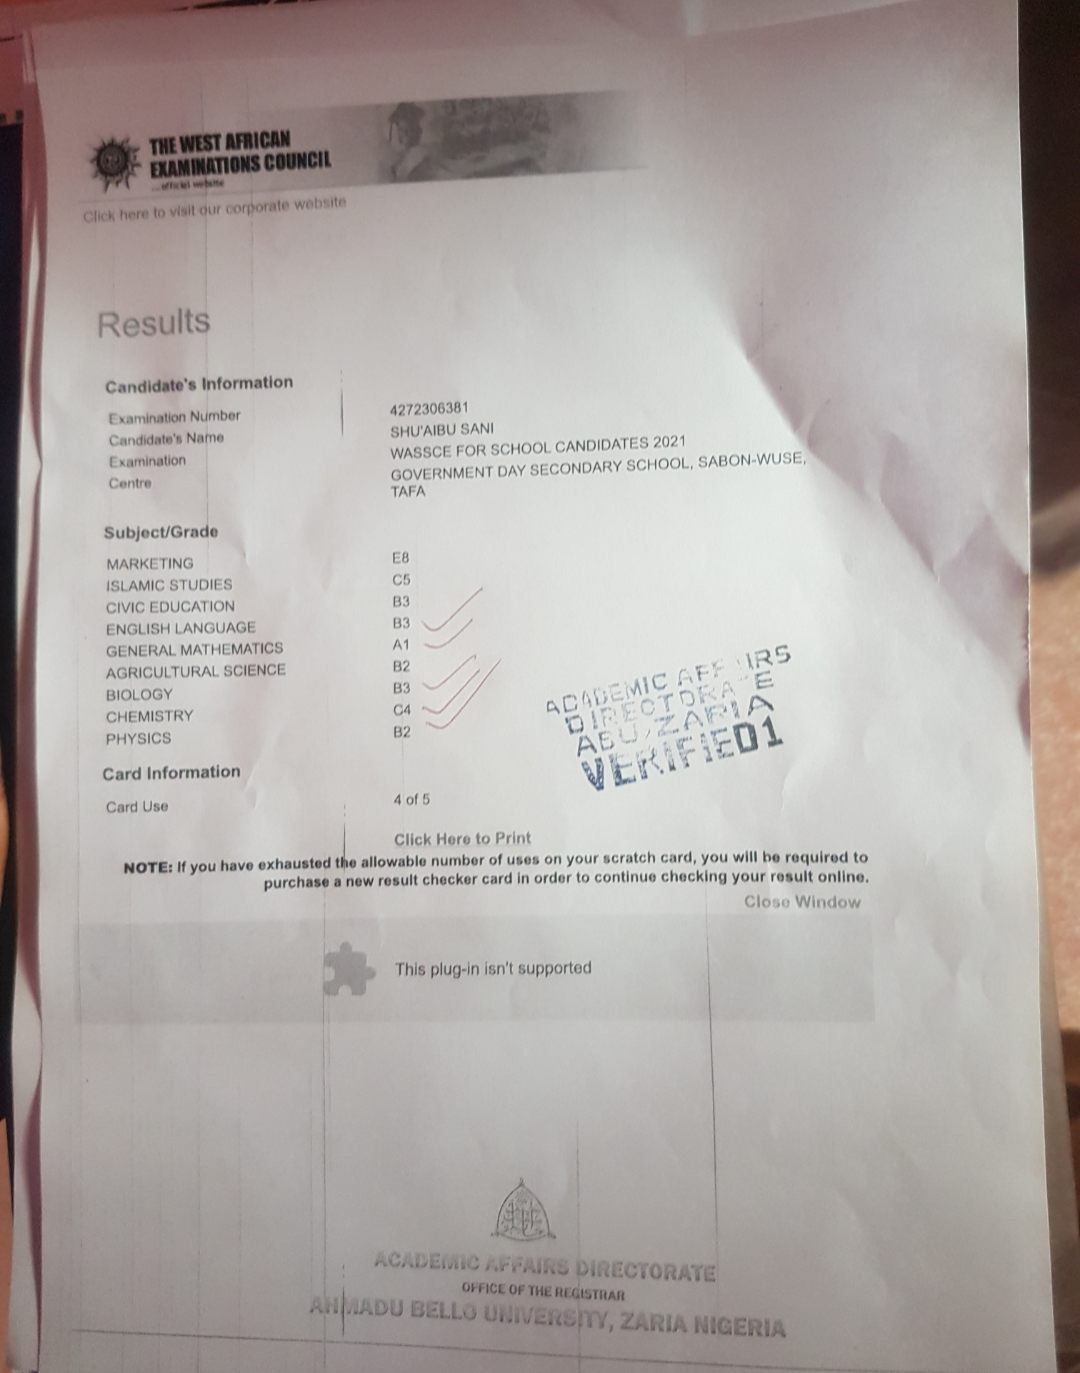 THE WEST AFRICAN
EXAMINATIONS COUNCIL
...official website
Click here to visit our corporate website
Results
Candidate's Information
Examination Number 4272306381
Candidate's Name SHU'AIBU SANI
Examination WASSCE FOR SCHOOL CANDIDATES 2021
Centre GOVERNMENT DAY SECONDARY SCHOOL, SABON-WUSE,
TAFA
Subject/Grade
MARKETING E8
ISLAMIC STUDIES C5
CIVIC EDUCATION B3
ENGLISH LANGUAGE B3
GENERAL MATHEMATICS A1
AGRICULTURAL SCIENCE B2
BIOLOGY B3
CHEMISTRY C4
PHYSICS B2
ACADEMIC AFFAIRS
DIRECTORATE
ABU, ZARIA
VERIFIED1
Card Information
Card Use 4 of 5
Click Here to Print
NOTE: If you have exhausted the allowable number of uses on your scratch card, you will be required to
purchase a new result checker card in order to continue checking your result online.
Close Window
This plug-in isn't supported
ACADEMIC AFFAIRS DIRECTORATE
OFFICE OF THE REGISTRAR
AHMADU BELLO UNIVERSITY, ZARIA NIGERIA